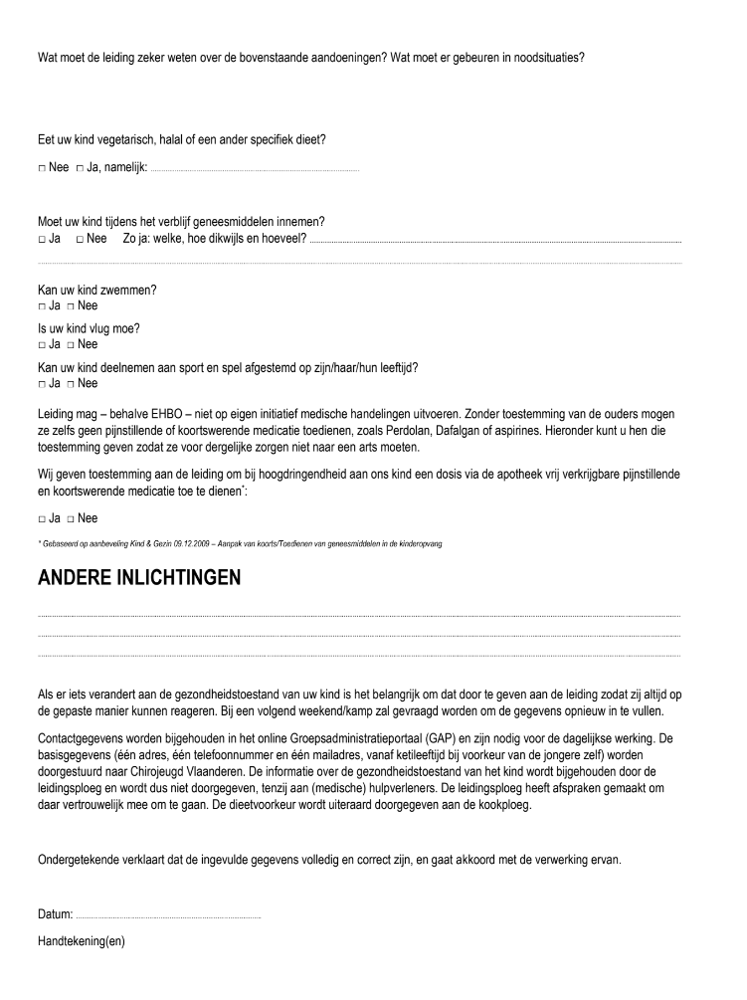 Wat moet de leiding zeker weten over de bovenstaande aandoeningen? Wat moet er gebeuren in noodsituaties?
Eet uw kind vegetarisch, halal of een ander specifiek dieet?
□ Nee □ Ja, namelijk:
Moet uw kind tijdens het verblijf geneesmiddelen innemen?
□ Ja □ Nee Zo ja: welke, hoe dikwijls en hoeveel?
Kan uw kind zwemmen?
□ Ja □ Nee
Is uw kind vlug moe?
□ Ja □ Nee
Kan uw kind deelnemen aan sport en spel afgestemd op zijn/haar/hun leeftijd?
□ Ja □ Nee
Leiding mag – behalve EHBO – niet op eigen initiatief medische handelingen uitvoeren. Zonder toestemming van de ouders mogen
ze zelfs geen pijnstillende of koortswerende medicatie toedienen, zoals Perdolan, Dafalgan of aspirines. Hieronder kunt u hen die
toestemming geven zodat ze voor dergelijke zorgen niet naar een arts moeten.
Wij geven toestemming aan de leiding om bij hoogdringendheid aan ons kind een dosis via de apotheek vrij verkrijgbare pijnstillende
en koortswerende medicatie toe te dienen*:
□ Ja □ Nee
* Gebaseerd op aanbeveling Kind & Gezin 09.12.2009 – Aanpak van koorts/Toedienen van geneesmiddelen in de kinderopvang
ANDERE INLICHTINGEN
Als er iets verandert aan de gezondheidstoestand van uw kind is het belangrijk om dat door te geven aan de leiding zodat zij altijd op
de gepaste manier kunnen reageren. Bij een volgend weekend/kamp zal gevraagd worden om de gegevens opnieuw in te vullen.
Contactgegevens worden bijgehouden in het online Groepsadministratieportaal (GAP) en zijn nodig voor de dagelijkse werking. De
basisgegevens (één adres, één telefoonnummer en één mailadres, vanaf ketileeftijd bij voorkeur van de jongere zelf) worden
doorgestuurd naar Chirojeugd Vlaanderen. De informatie over de gezondheidstoestand van het kind wordt bijgehouden door de
leidingsploeg en wordt dus niet doorgegeven, tenzij aan (medische) hulpverleners. De leidingsploeg heeft afspraken gemaakt om
daar vertrouwelijk mee om te gaan. De dieetvoorkeur wordt uiteraard doorgegeven aan de kookploeg.
Ondergetekende verklaart dat de ingevulde gegevens volledig en correct zijn, en gaat akkoord met de verwerking ervan.
Datum:
Handtekening(en)